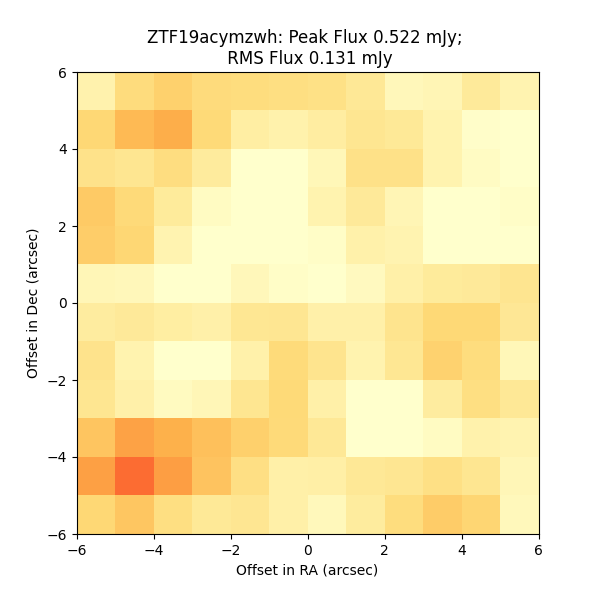 ZTF19acymzwh: Peak Flux 0.522 mJy;
RMS Flux 0.131 mJy
6
4
2
0
−2
−4
−6
Offset in Dec (arcsec)
−6 −4 −2 0 2 4 6
Offset in RA (arcsec)